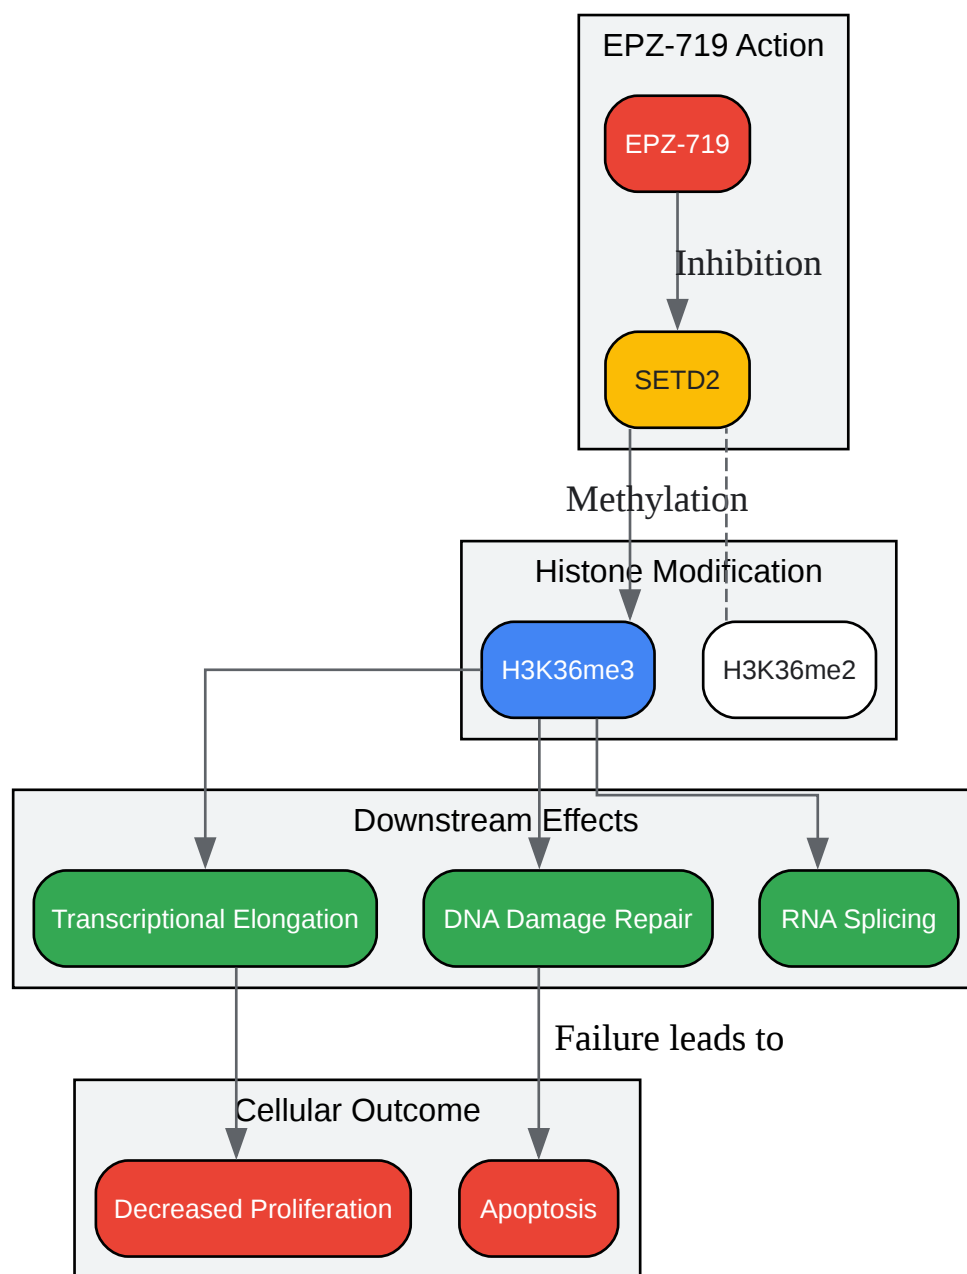 EPZ-719 Action
EPZ-719
Inhibition
SETD2
Methylation
Histone Modification
H3K36me3
H3K36me2
Downstream Effects
Transcriptional Elongation
DNA Damage Repair
RNA Splicing
Failure leads to
Cellular Outcome
Decreased Proliferation
Apoptosis